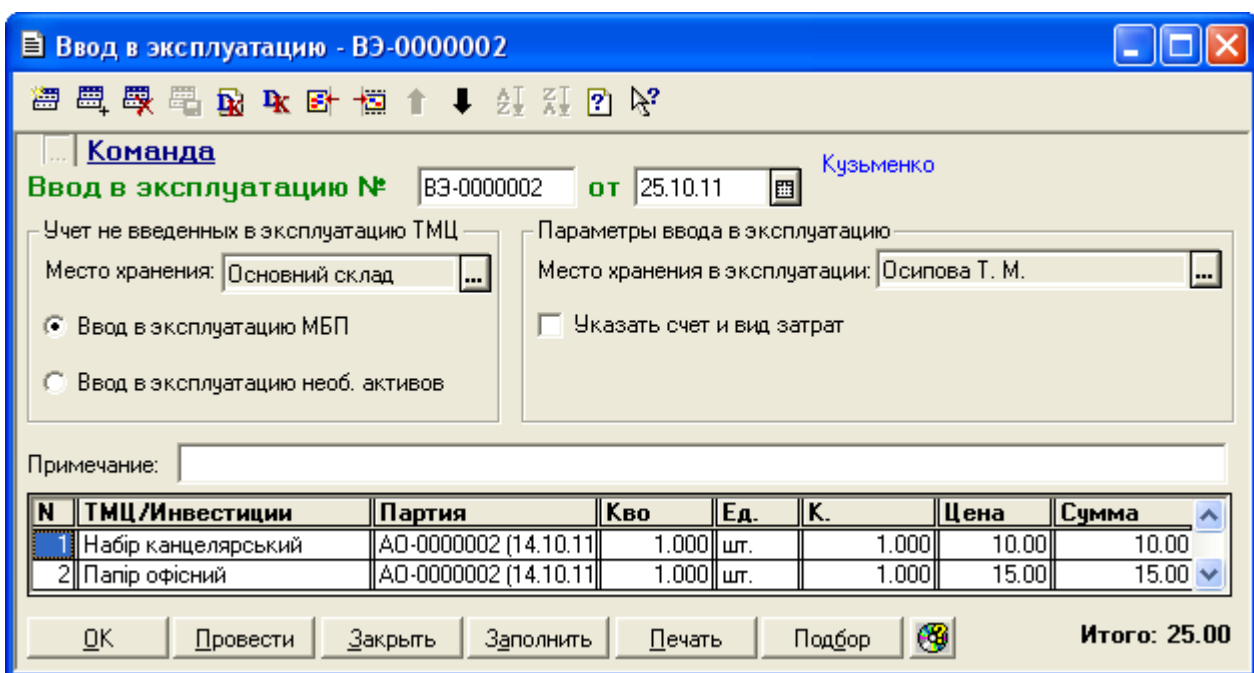 Ввод в эксплуатацию - ВЭ-0000002
... Команда
Кузьменко
Ввод в эксплуатацию № ВЭ-0000002 от 25.10.11
Учет не введенных в эксплуатацию ТМЦ
Место хранения: Основний склад ...
Ввод в эксплуатацию МБП
Ввод в эксплуатацию необ. активов
Параметры ввода в эксплуатацию
Место хранения в эксплуатации: Осипова Т. М. ...
Указать счет и вид затрат
Примечание:
N ТМЦ/Инвестиции Партия Кво Ед. К. Цена Сумма
1 Набір канцелярський АО-0000002 (14.10.11 1.000 шт. 1.000 10.00 10.00
2 Папір офісний АО-0000002 (14.10.11 1.000 шт. 1.000 15.00 15.00
OK Провести Закрыть Заполнить Печать Подбор Итого: 25.00